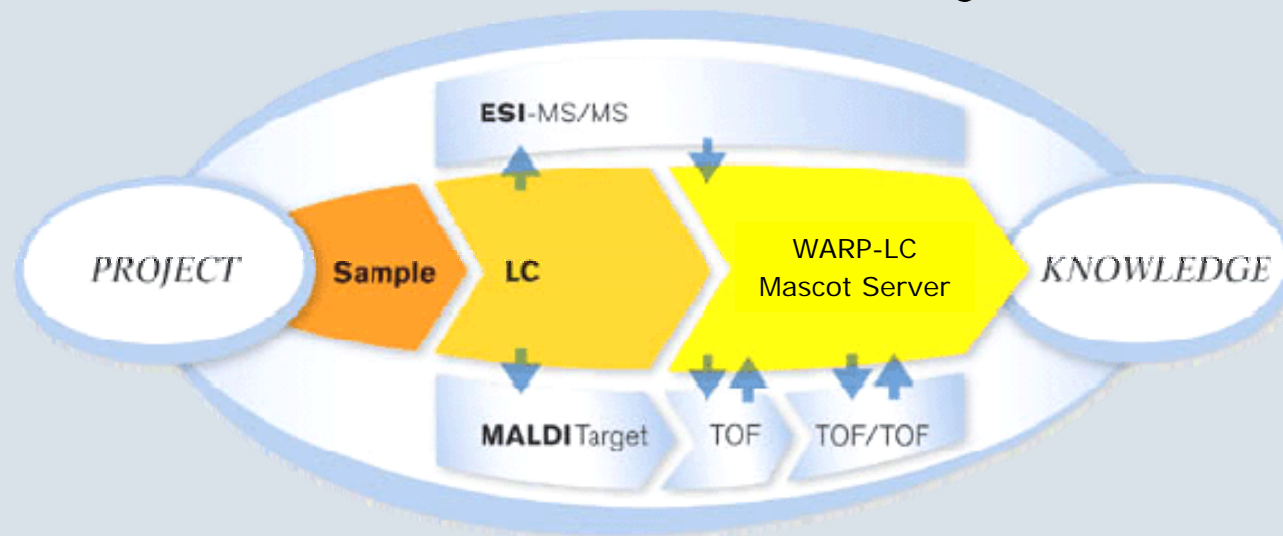 ESI-MS/MS
PROJECT
Sample
LC
WARP-LC
Mascot Server
KNOWLEDGE
MALDI Target
TOF
TOF/TOF